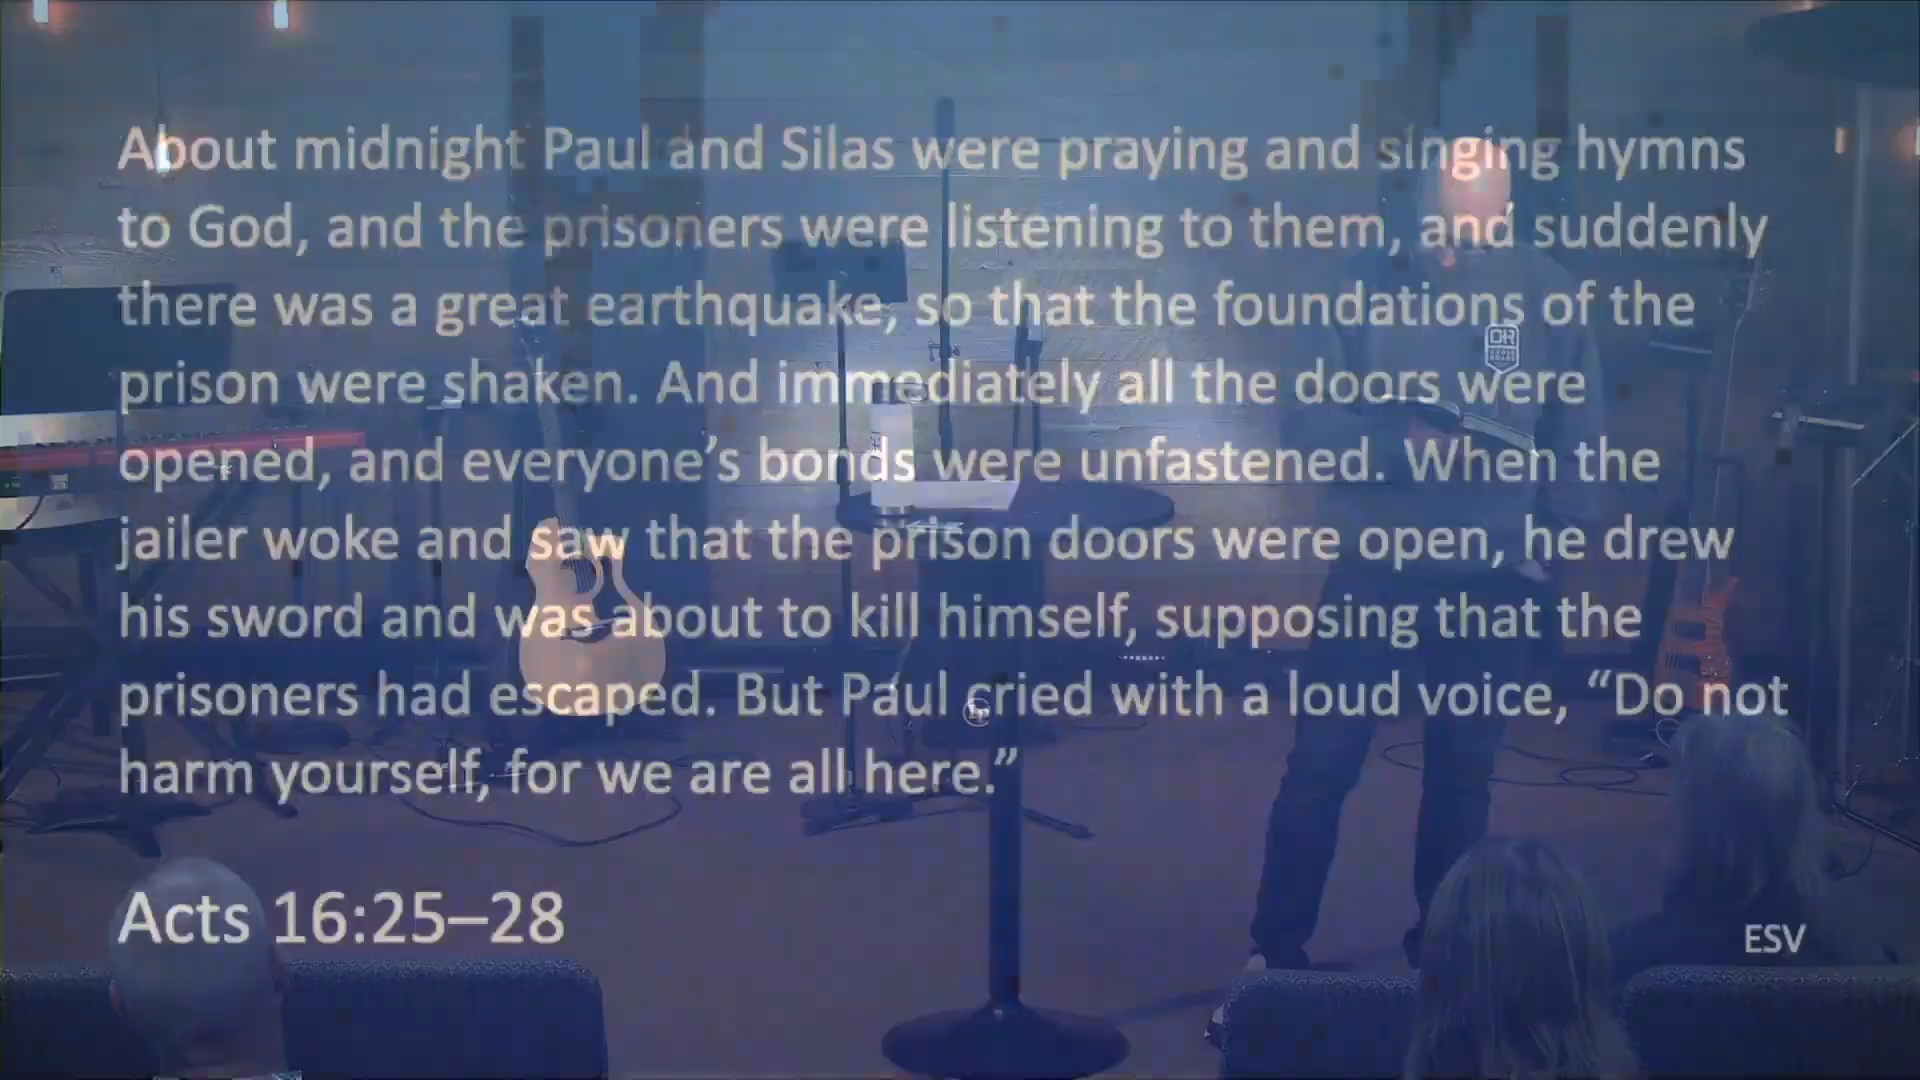 About midnight Paul and Silas were praying and singing hymns
to God, and the prisoners were listening to them, and suddenly
there was a great earthquake, so that the foundations of the
prison were shaken. And immediately all the doors were
opened, and everyone’s bonds were unfastened. When the
jailer woke and saw that the prison doors were open, he drew
his sword and was about to kill himself, supposing that the
prisoners had escaped. But Paul cried with a loud voice, “Do not
harm yourself, for we are all here.”
Acts 16:25–28
ESV